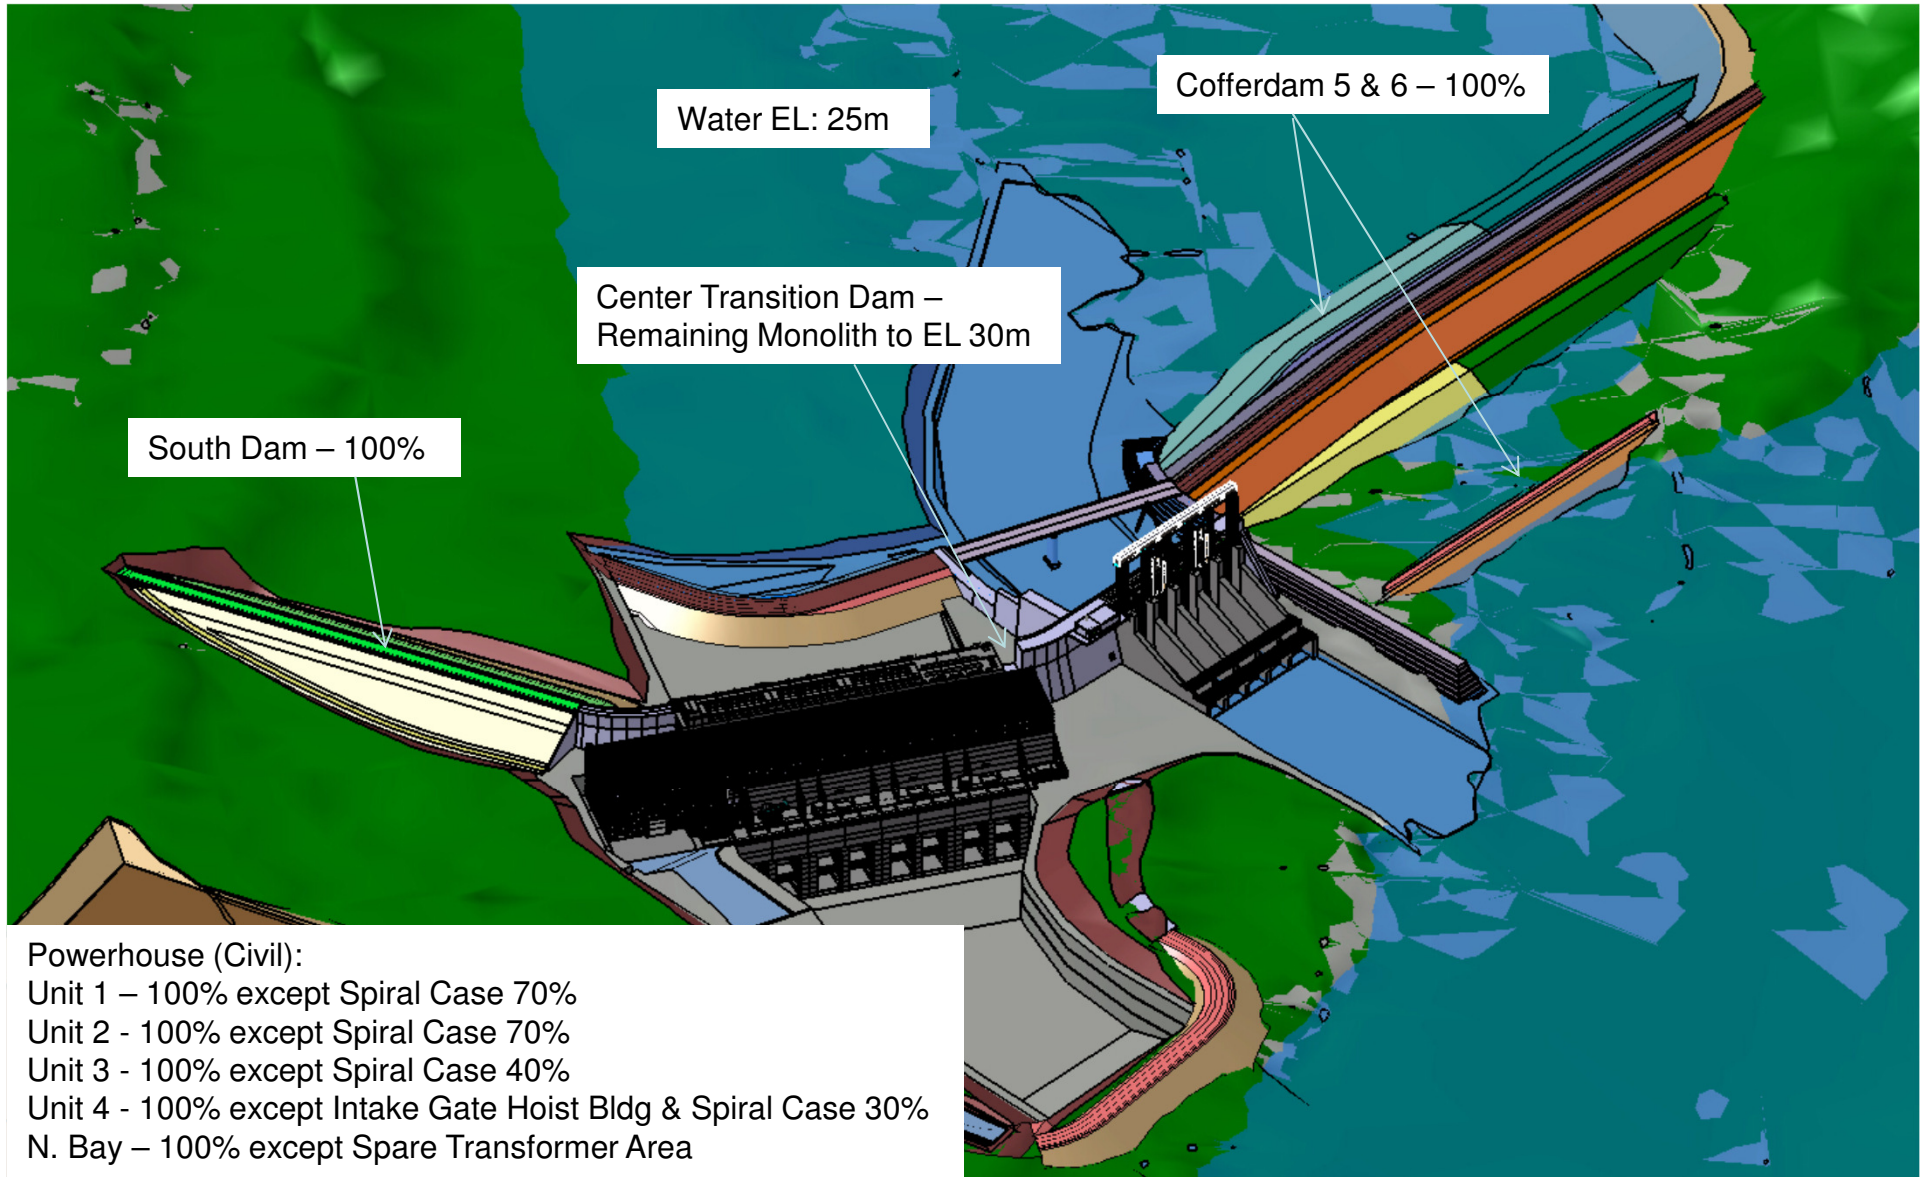 Cofferdam 5 & 6 – 100%
Water EL: 25m
Center Transition Dam –
Remaining Monolith to EL 30m
South Dam – 100%
Powerhouse (Civil):
Unit 1 – 100% except Spiral Case 70%
Unit 2 - 100% except Spiral Case 70%
Unit 3 - 100% except Spiral Case 40%
Unit 4 - 100% except Intake Gate Hoist Bldg & Spiral Case 30%
N. Bay – 100% except Spare Transformer Area